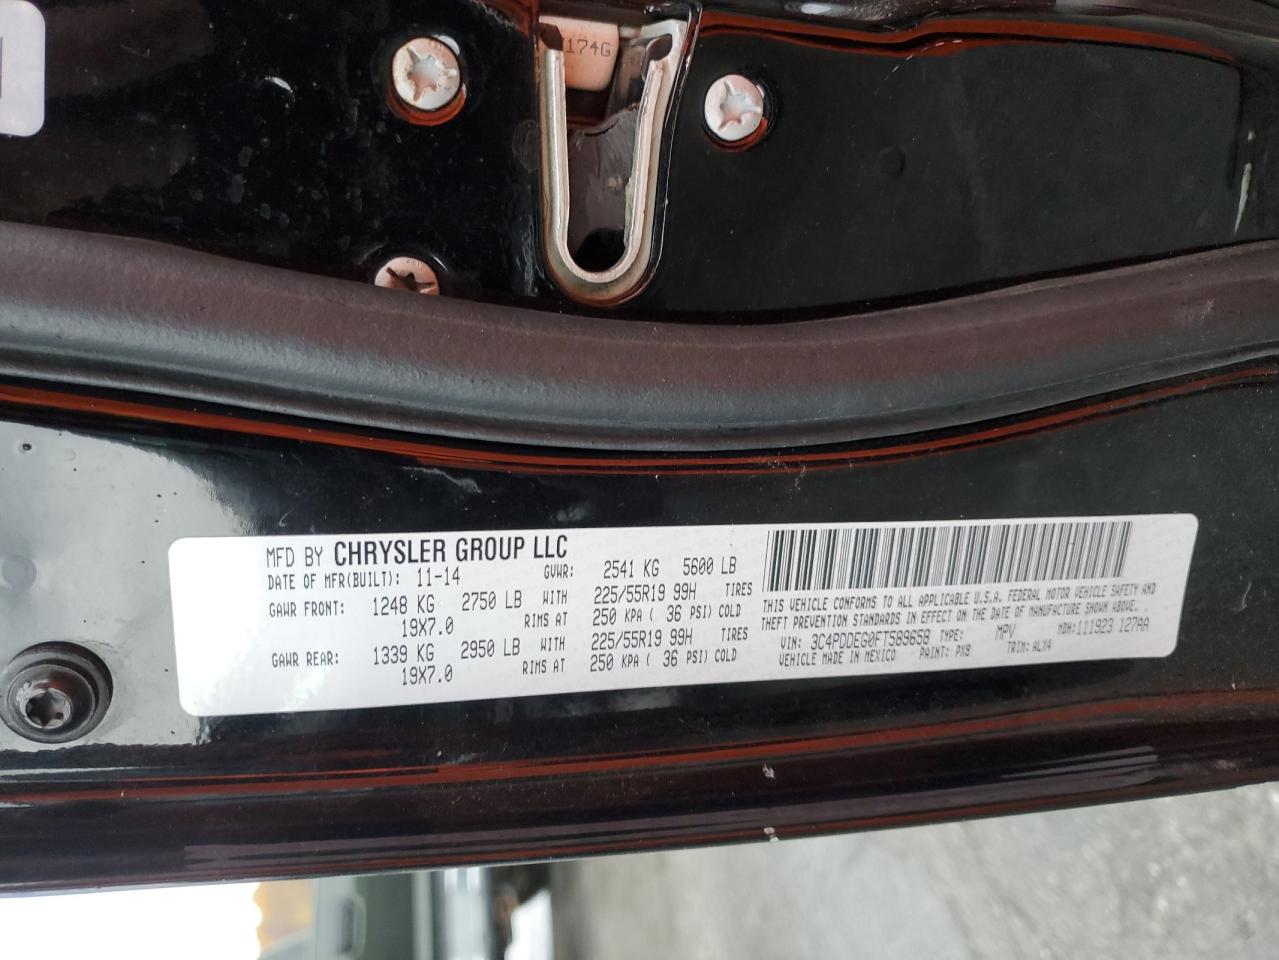 174G
MFD BY CHRYSLER GROUP LLC
DATE OF MFR(BUILT): 11-14 GVWR: 2541 KG 5600 LB
GAWR FRONT: 1248 KG 2750 LB WITH 225/55R19 99H TIRES
19X7.0 RIMS AT 250 KPA ( 36 PSI) COLD
GAWR REAR: 1339 KG 2950 LB WITH 225/55R19 99H TIRES
19X7.0 RIMS AT 250 KPA ( 36 PSI) COLD
THIS VEHICLE CONFORMS TO ALL APPLICABLE U.S.A. FEDERAL MOTOR VEHICLE SAFETY AND
THEFT PREVENTION STANDARDS IN EFFECT ON THE DATE OF MANUFACTURE SHOWN ABOVE.
VIN: 3C4PDDEG0FT589658 TYPE: MPV MDH: 111923 127AA
VEHICLE MADE IN MEXICO PAINT: PX8 TRIM: ALX4